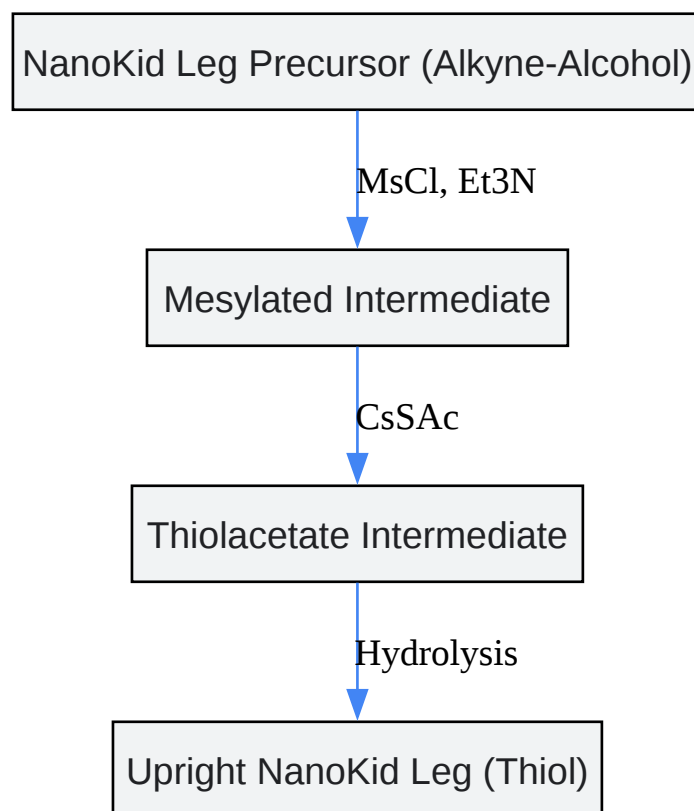 NanoKid Leg Precursor (Alkyne-Alcohol)
MsCl, Et3N
Mesylated Intermediate
CsSAc
Thiolacetate Intermediate
Hydrolysis
Upright NanoKid Leg (Thiol)